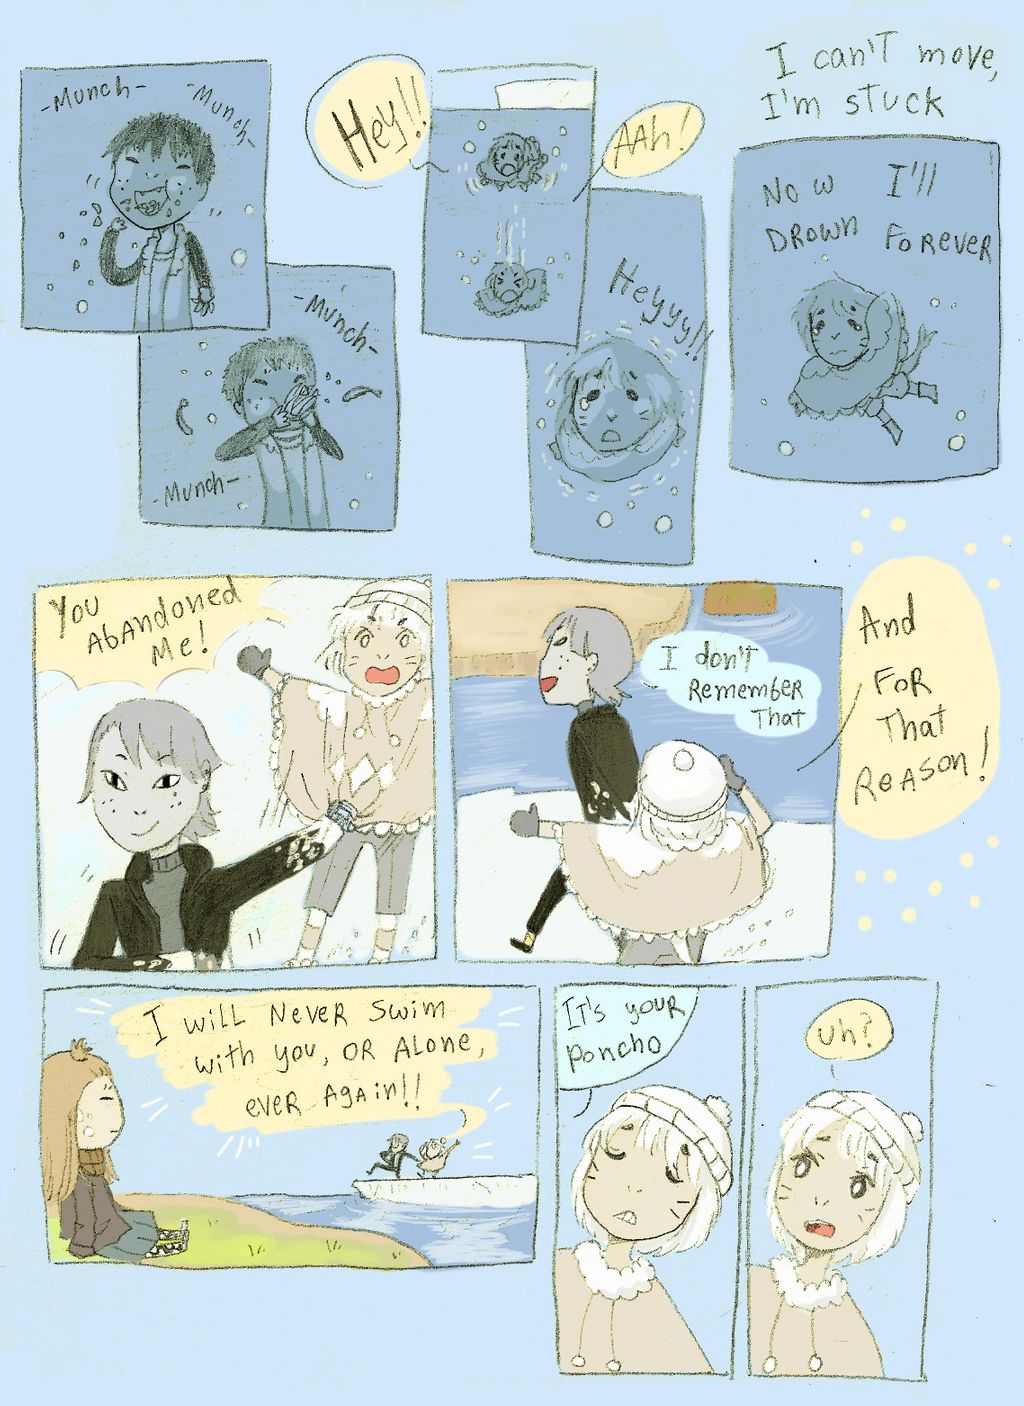 -Munch-
-Munch-
-Munch-
-Munch-
Hey!!
AAh!
Heyyy!!
I can't move,
I'm stuck
Now I'll
Drown Forever
You
Abandoned
Me!
I don't
Remember
That
And
For
That
Reason!
I will Never swim
with you, or Alone,
ever Again!!
It's your
poncho
uh?